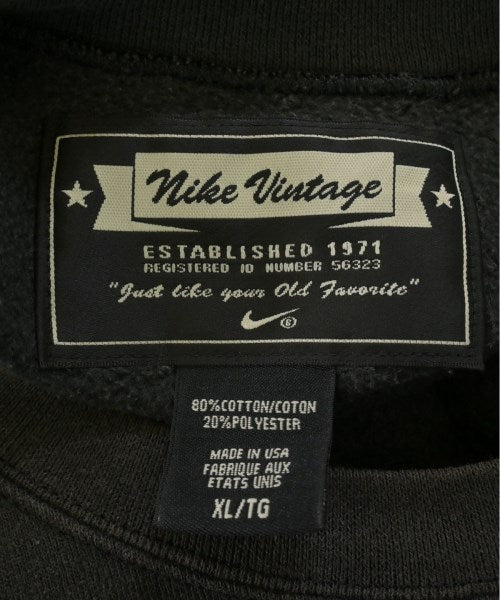 Nike Vintage
ESTABLISHED 1971
REGISTERED ID NUMBER 56323
"Just like your Old Favorite"
®
80%COTTON/COTON
20%POLYESTER
MADE IN USA
FABRIQUE AUX
ETATS UNIS
XL/TG